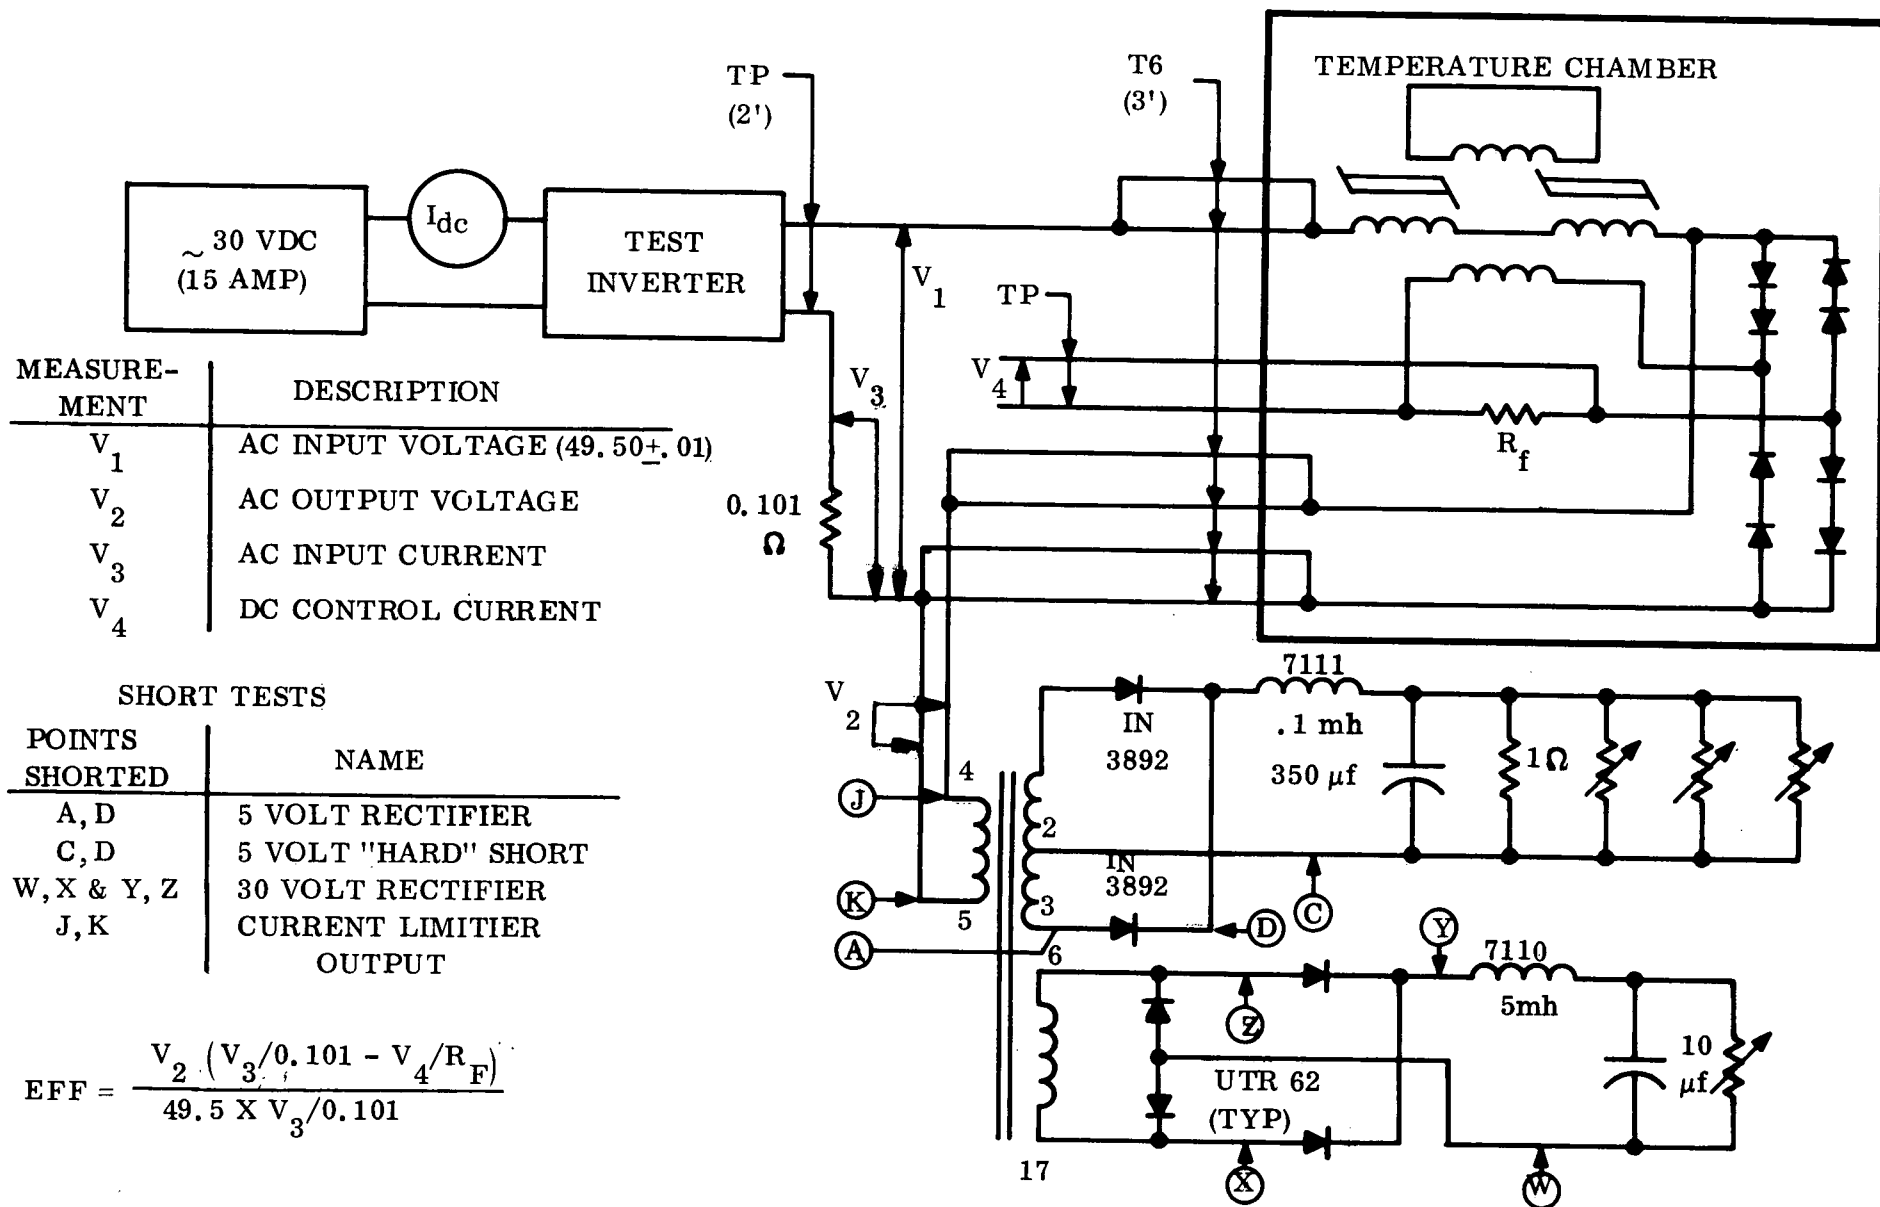 TP
(2')
T6
(3')
TEMPERATURE CHAMBER
~ 30 VDC
(15 AMP)
I dc
TEST
INVERTER
V1
TP
V4
V3
Rf
0.101
Ω
MEASURE-
MENT
DESCRIPTION
V1 AC INPUT VOLTAGE (49.50±.01)
V2 AC OUTPUT VOLTAGE
V3 AC INPUT CURRENT
V4 DC CONTROL CURRENT
SHORT TESTS
POINTS
SHORTED
NAME
A, D 5 VOLT RECTIFIER
C, D 5 VOLT "HARD" SHORT
W, X & Y, Z 30 VOLT RECTIFIER
J, K CURRENT LIMITIER
OUTPUT
EFF = V2 (V3/0.101 - V4/RF)
49.5 X V3/0.101
V2
J
K
A
4
5
2
3
6
17
IN
3892
IN
3892
7111
.1 mh
350 μf
1Ω
C
D
Y
Z
X
W
7110
5mh
10
μf
UTR 62
(TYP)